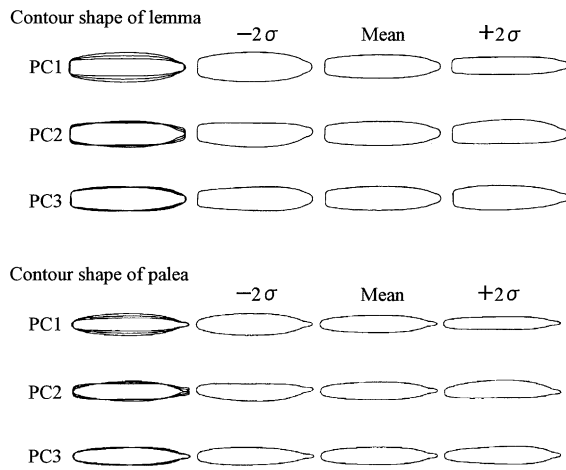 Contour shape of lemma
−2σ Mean +2σ
PC1
PC2
PC3
Contour shape of palea
−2σ Mean +2σ
PC1
PC2
PC3